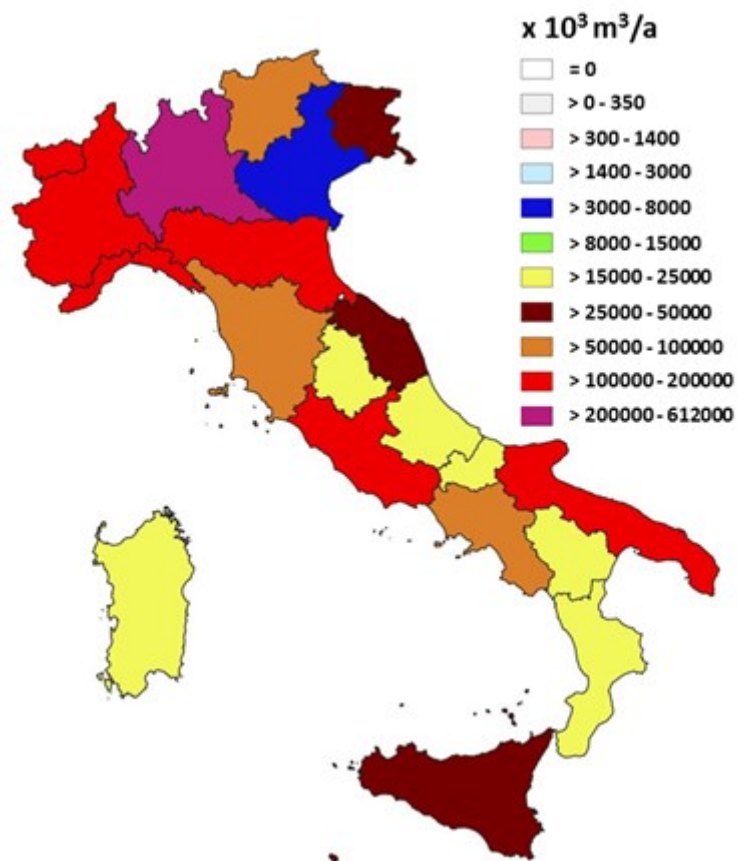 x 10³ m³/a
= 0
> 0 - 350
> 300 - 1400
> 1400 - 3000
> 3000 - 8000
> 8000 - 15000
> 15000 - 25000
> 25000 - 50000
> 50000 - 100000
> 100000 - 200000
> 200000 - 612000